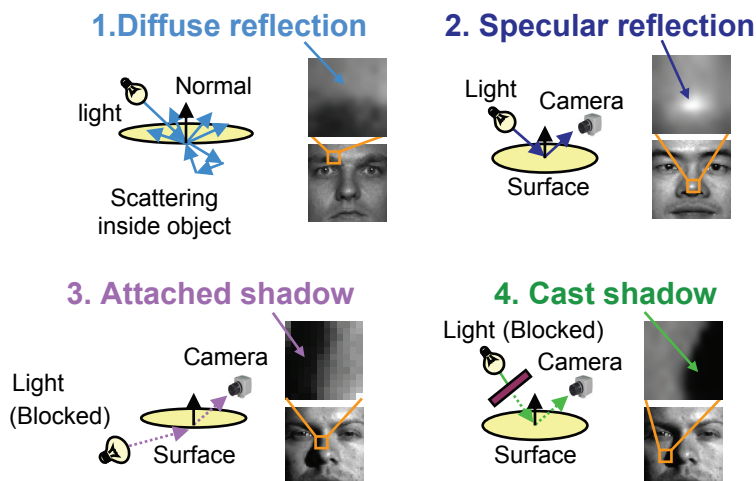 1.Diffuse reflection
Normal
light
Scattering
inside object
2. Specular reflection
Light
Camera
Surface
3. Attached shadow
Camera
Light
(Blocked)
Surface
4. Cast shadow
Light (Blocked)
Camera
Surface